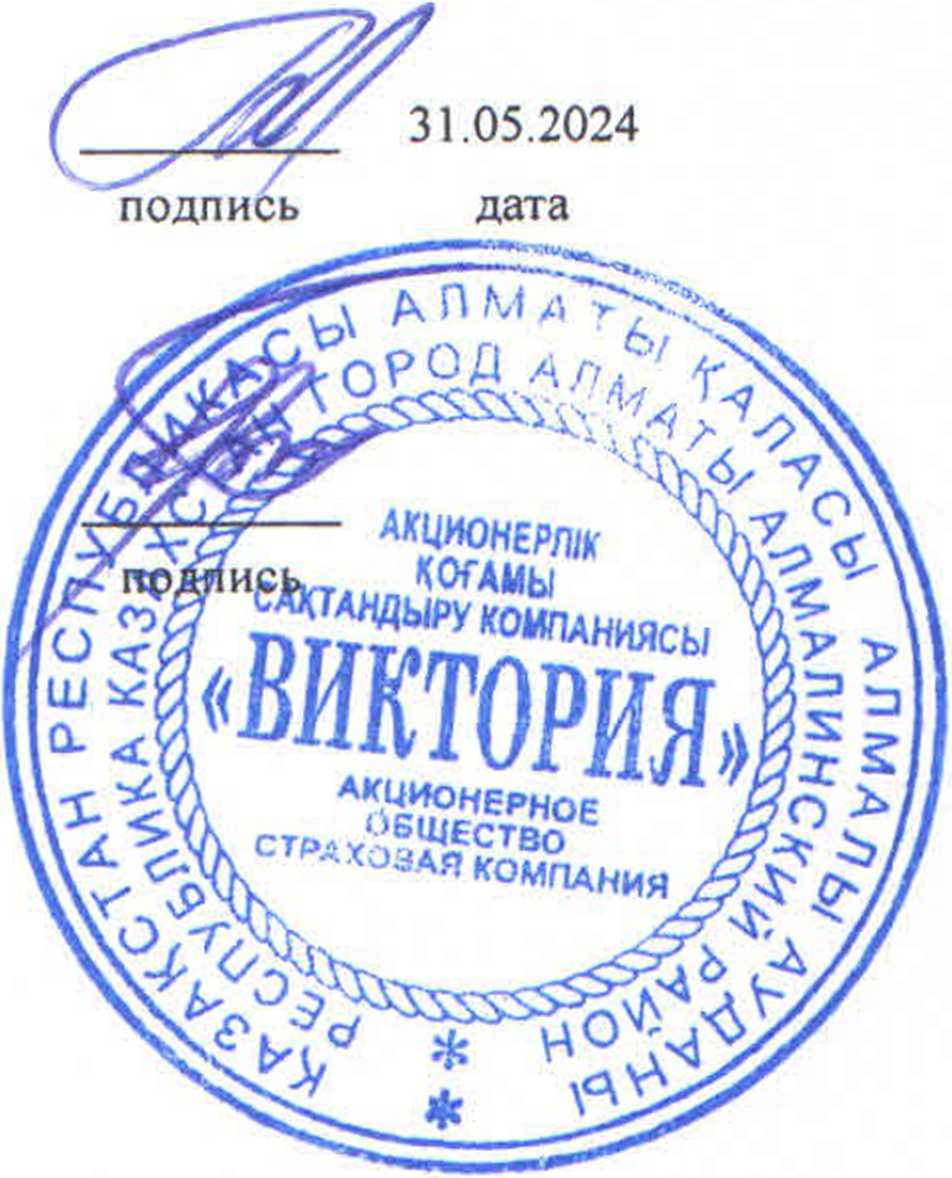 31.05.2024
подпись дата
подпись
ҚАЗАҚСТАН РЕСПУБЛИКАСЫ АЛМАТЫ ҚАЛАСЫ АЛМАЛЫ АУДАНЫ
РЕСПУБЛИКА КАЗАХСТАН ГОРОД АЛМАТЫ АЛМАЛИНСКИЙ РАЙОН
АКЦИОНЕРЛІК
ҚОҒАМЫ
САҚТАНДЫРУ КОМПАНИЯСЫ
«ВИКТОРИЯ»
АКЦИОНЕРНОЕ
ОБЩЕСТВО
СТРАХОВАЯ КОМПАНИЯ